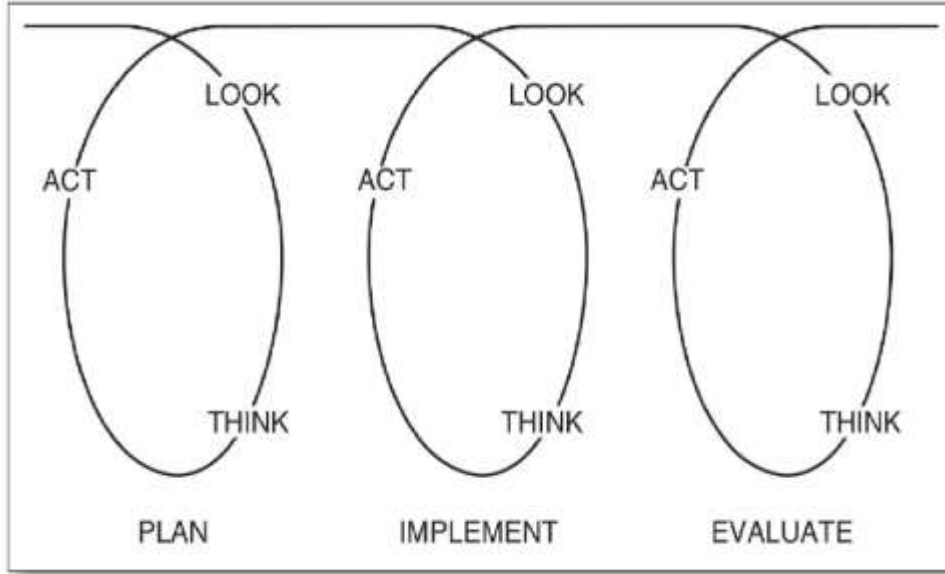 LOOK LOOK LOOK
ACT ACT ACT
THINK THINK THINK
PLAN IMPLEMENT EVALUATE